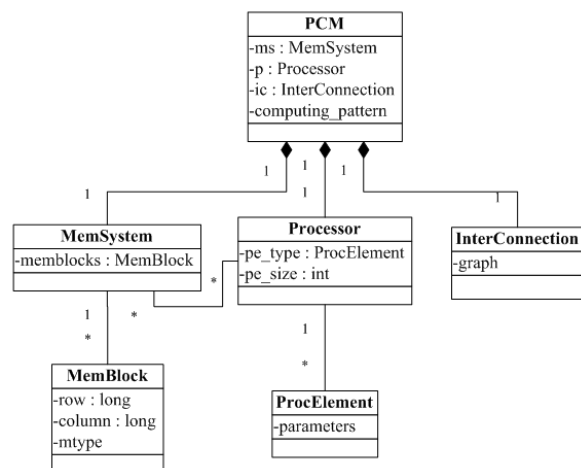 PCM
-ms : MemSystem
-p : Processor
-ic : InterConnection
-computing_pattern
1
1
1
1
1
1
MemSystem
-memblocks : MemBlock
Processor
-pe_type : ProcElement
-pe_size : int
InterConnection
-graph
*
*
1
*
1
*
MemBlock
-row : long
-column : long
-mtype
ProcElement
-parameters